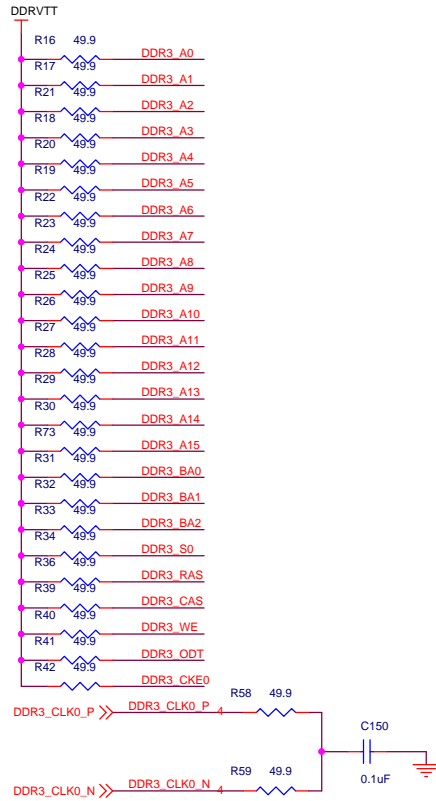 DDRVTT
R16 49.9
DDR3_A0
R17 49.9
DDR3_A1
R21 49.9
DDR3_A2
R18 49.9
DDR3_A3
R20 49.9
DDR3_A4
R19 49.9
DDR3_A5
R22 49.9
DDR3_A6
R23 49.9
DDR3_A7
R24 49.9
DDR3_A8
R25 49.9
DDR3_A9
R26 49.9
DDR3_A10
R27 49.9
DDR3_A11
R28 49.9
DDR3_A12
R29 49.9
DDR3_A13
R30 49.9
DDR3_A14
R73 49.9
DDR3_A15
R31 49.9
DDR3_BA0
R32 49.9
DDR3_BA1
R33 49.9
DDR3_BA2
R34 49.9
DDR3_S0
R36 49.9
DDR3_RAS
R39 49.9
DDR3_CAS
R40 49.9
DDR3_WE
R41 49.9
DDR3_ODT
R42 49.9
DDR3_CKE0
R58 49.9
DDR3_CLK0_P DDR3_CLK0_P 4
C150
0.1uF
R59 49.9
DDR3_CLK0_N DDR3_CLK0_N 4